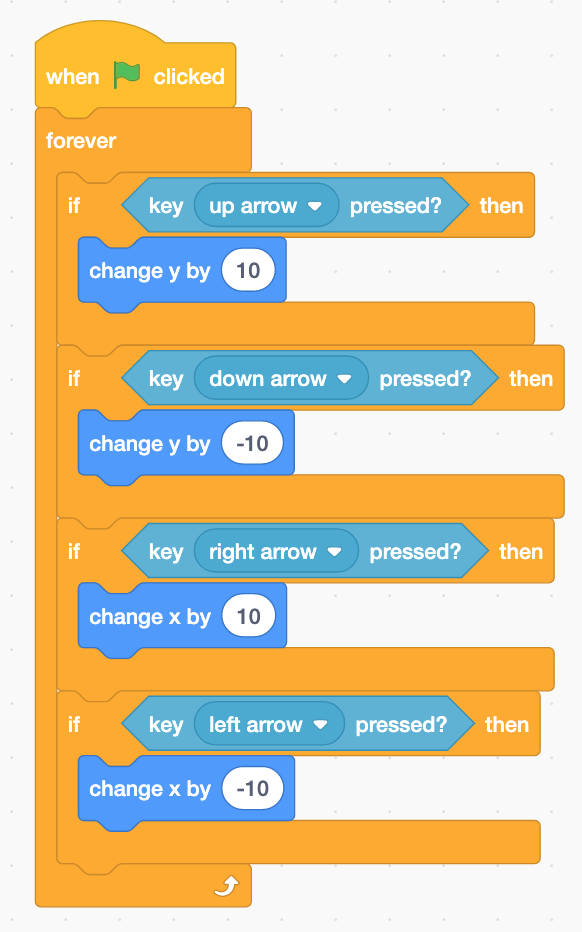 when clicked
forever
if key up arrow pressed? then
change y by 10
if key down arrow pressed? then
change y by -10
if key right arrow pressed? then
change x by 10
if key left arrow pressed? then
change x by -10